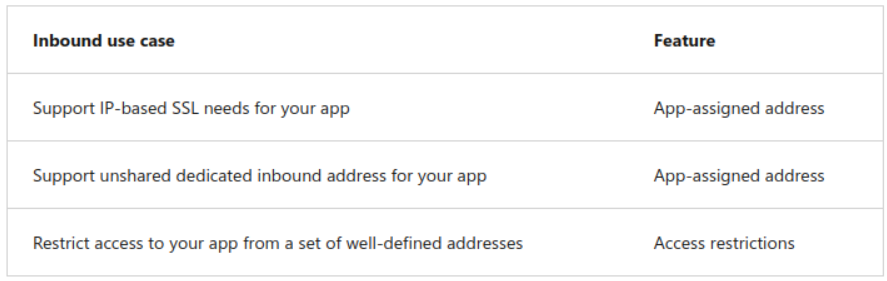 Inbound use case Feature
Support IP-based SSL needs for your app App-assigned address
Support unshared dedicated inbound address for your app App-assigned address
Restrict access to your app from a set of well-defined addresses Access restrictions